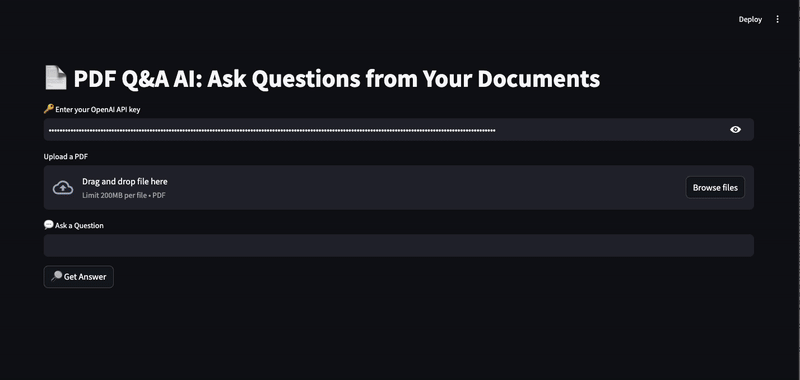 Deploy
📄 PDF Q&A AI: Ask Questions from Your Documents
🔑 Enter your OpenAI API key
Upload a PDF
Drag and drop file here
Limit 200MB per file • PDF
Browse files
💬 Ask a Question
🔎 Get Answer